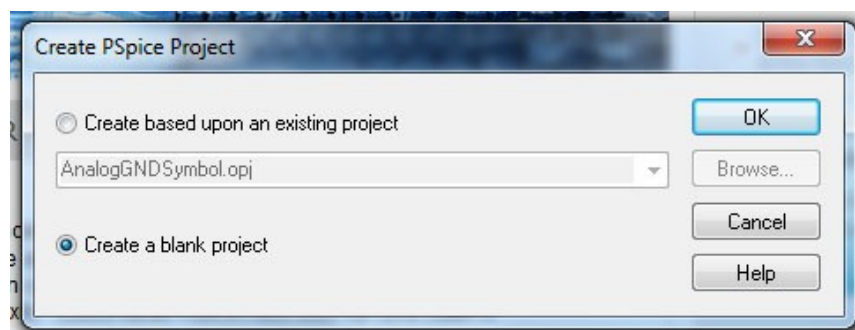 Create PSpice Project
Create based upon an existing project
OK
AnalogGNDSymbol.opj
Browse...
Create a blank project
Cancel
Help